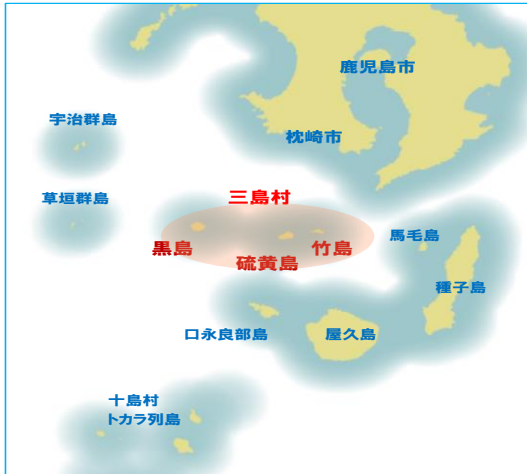 鹿児島市
宇治群島
枕崎市
草垣群島
三島村
黒島
竹島
馬毛島
硫黄島
種子島
口永良部島
屋久島
十島村
トカラ列島